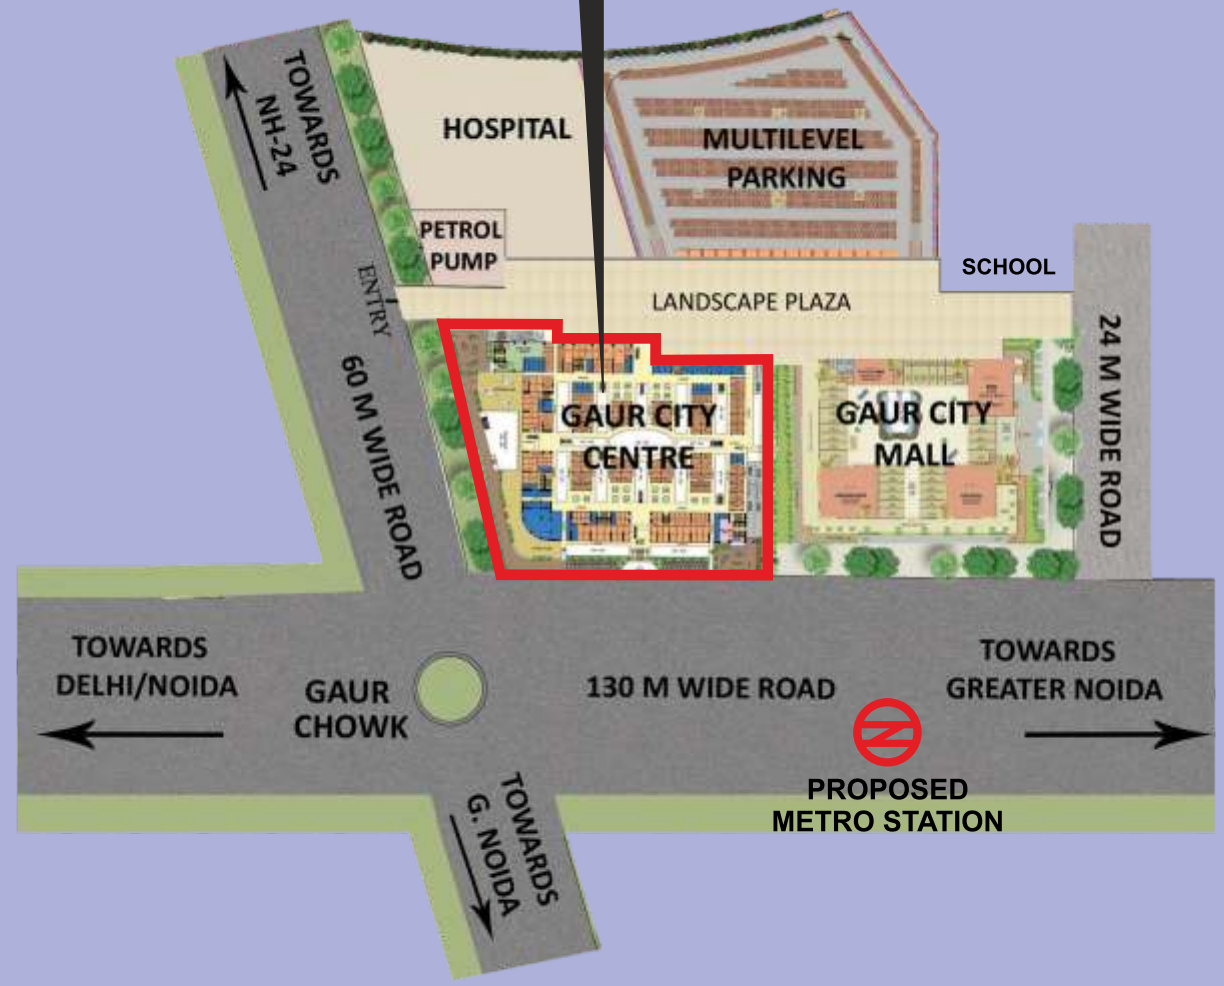 TOWARDS
NH-24
HOSPITAL
MULTILEVEL
PARKING
PETROL
PUMP
SCHOOL
ENTRY
LANDSCAPE PLAZA
60 M WIDE ROAD
24 M WIDE ROAD
GAUR CITY
CENTRE
GAUR CITY
MALL
TOWARDS
DELHI/NOIDA
GAUR
CHOWK
130 M WIDE ROAD
TOWARDS
GREATER NOIDA
PROPOSED
METRO STATION
TOWARDS
G. NOIDA